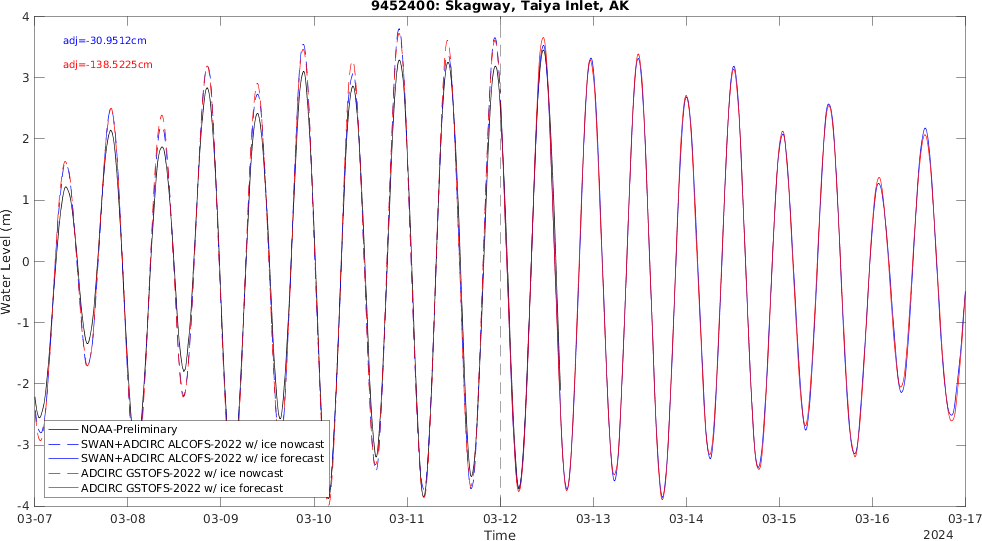 9452400: Skagway, Taiya Inlet, AK
adj=-30.9512cm
adj=-138.5225cm
Water Level (m)
4
3
2
1
0
-1
-2
-3
-4
NOAA-Preliminary
SWAN+ADCIRC ALCOFS-2022 w/ ice nowcast
SWAN+ADCIRC ALCOFS-2022 w/ ice forecast
ADCIRC GSTOFS-2022 w/ ice nowcast
ADCIRC GSTOFS-2022 w/ ice forecast
03-07 03-08 03-09 03-10 03-11 03-12 03-13 03-14 03-15 03-16 03-17
Time
2024